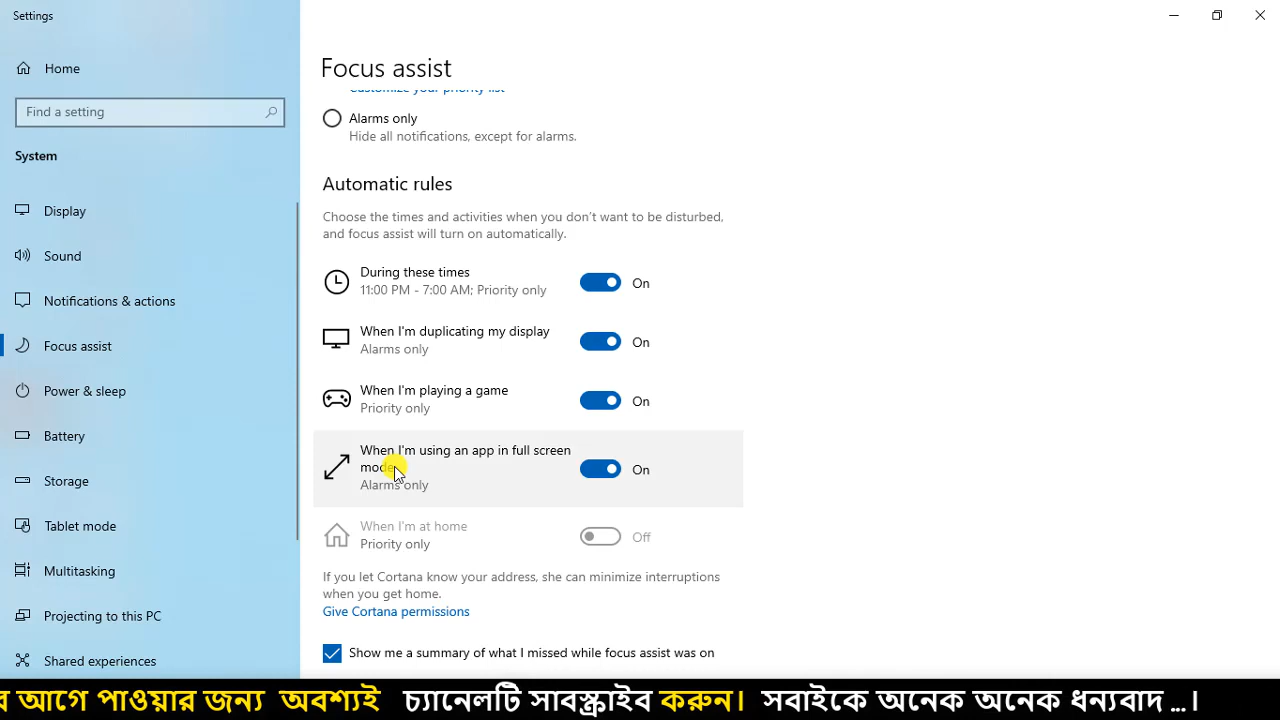 Settings
Home
Find a setting
System
Display
Sound
Notifications & actions
Focus assist
Power & sleep
Battery
Storage
Tablet mode
Multitasking
Projecting to this PC
Shared experiences
Focus assist
Customize your priority list
Alarms only
Hide all notifications, except for alarms.
Automatic rules
Choose the times and activities when you don't want to be disturbed,
and focus assist will turn on automatically.
During these times
11:00 PM - 7:00 AM; Priority only
On
When I'm duplicating my display
Alarms only
On
When I'm playing a game
Priority only
On
When I'm using an app in full screen
mode
Alarms only
On
When I'm at home
Priority only
Off
If you let Cortana know your address, she can minimize interruptions
when you get home.
Give Cortana permissions
Show me a summary of what I missed while focus assist was on
আগে পাওয়ার জন্য অবশ্যই চ্যানেলটি সাবস্ক্রাইব করুন। সবাইকে অনেক অনেক ধন্যবাদ ...।